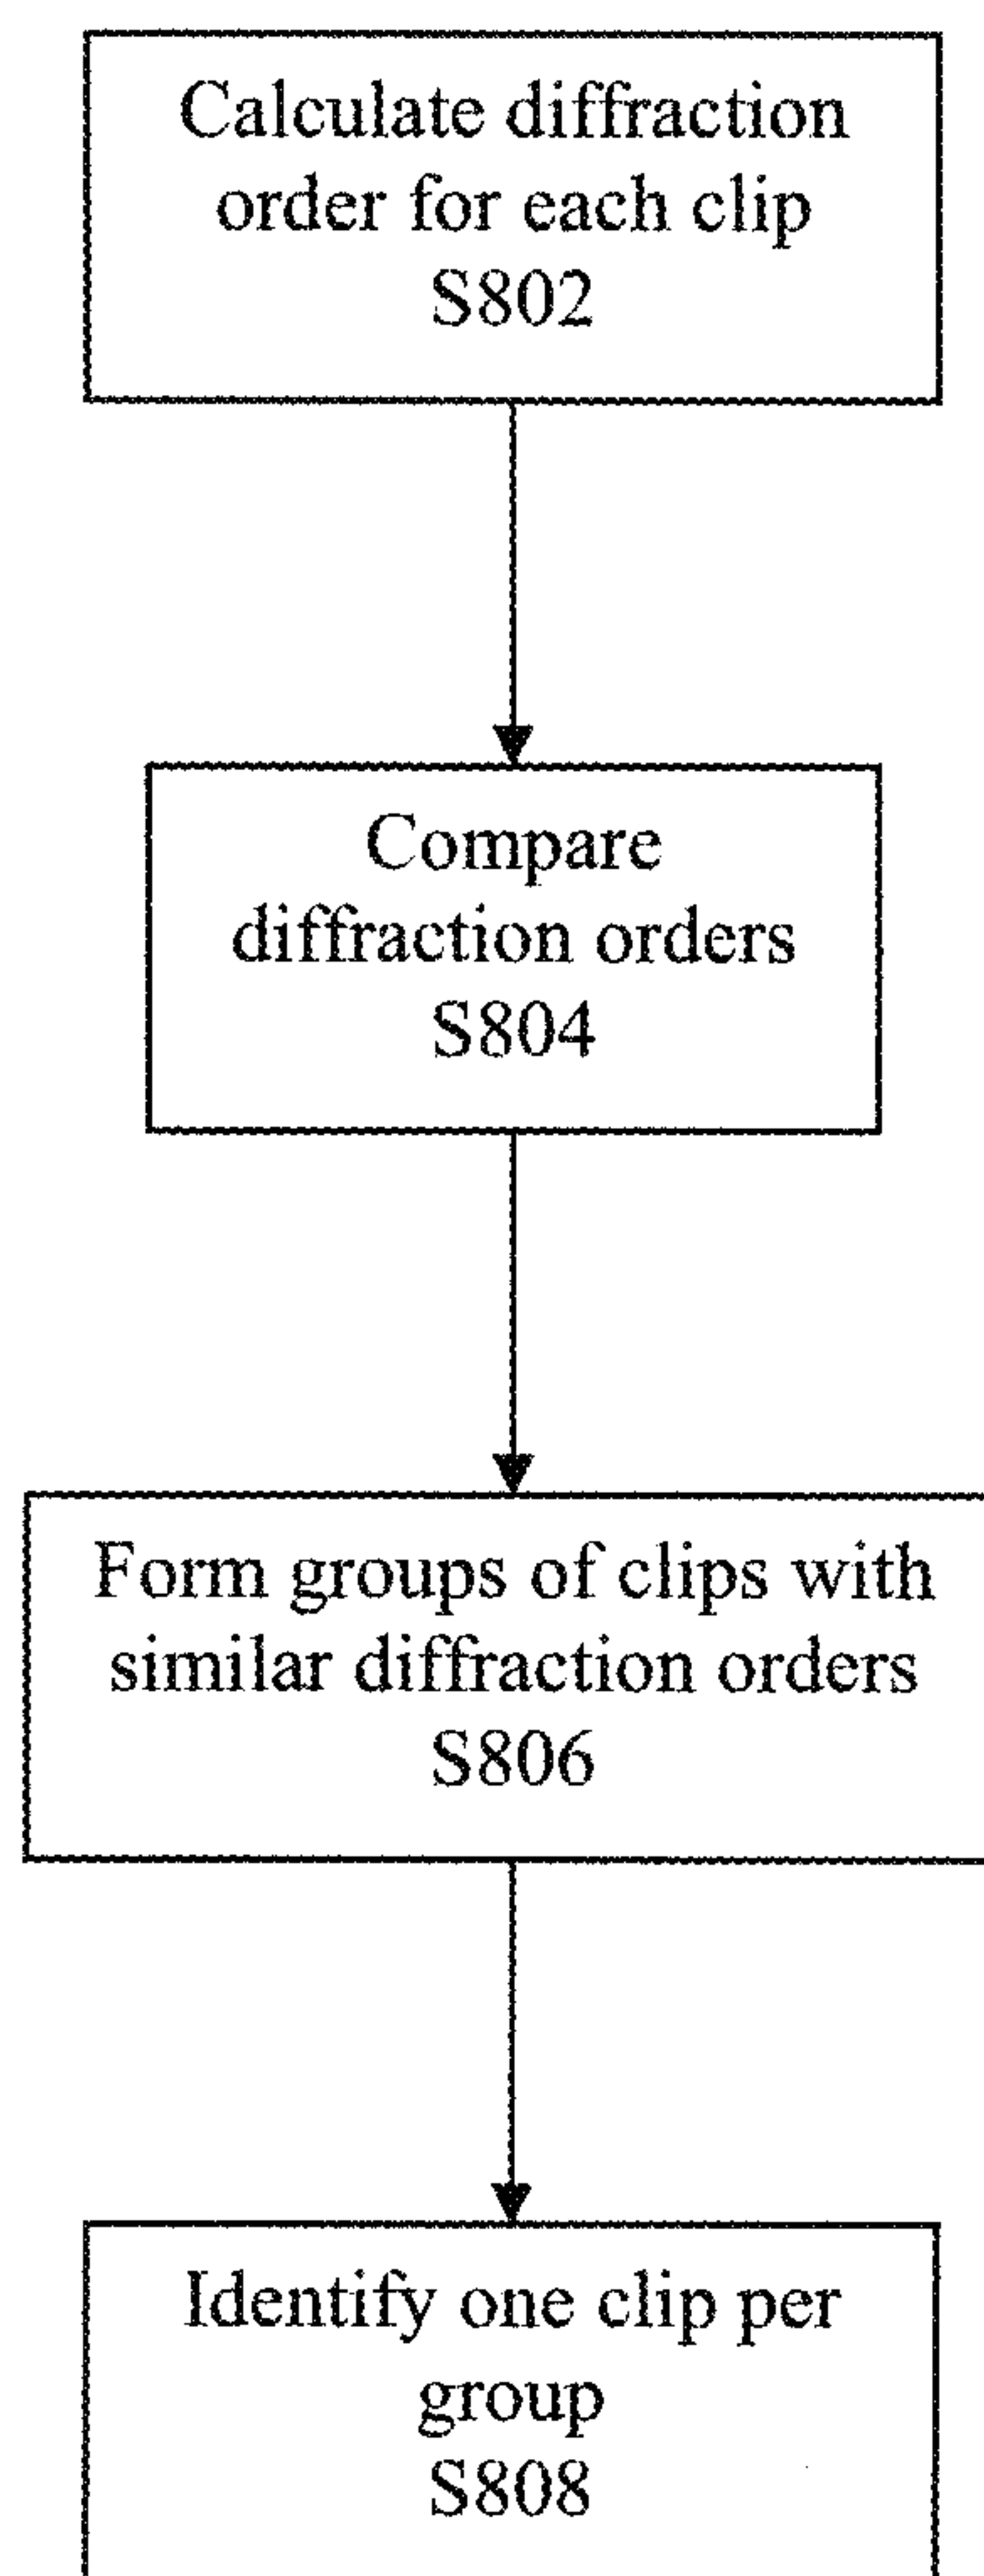 Calculate diffraction
order for each clip
S802
Compare
diffraction orders
S804
Form groups of clips with
similar diffraction orders
S806
Identify one clip per
group
S808